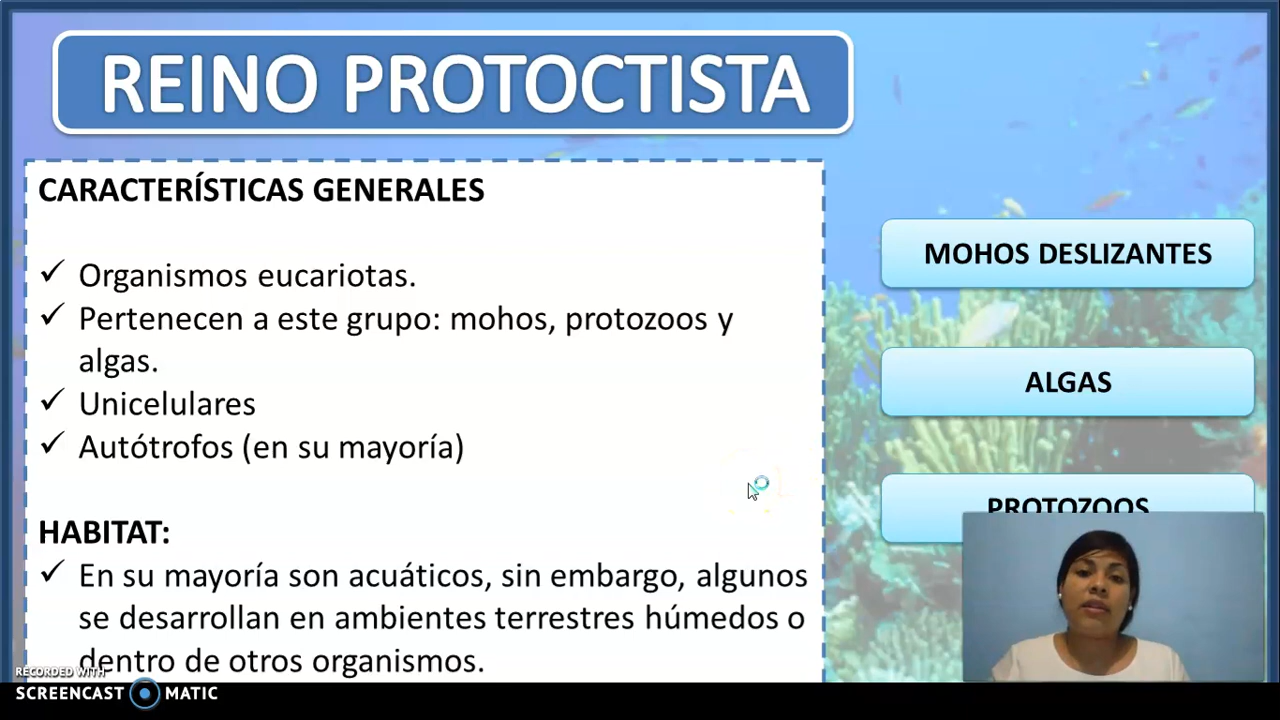 REINO PROTOCTISTA
CARACTERÍSTICAS GENERALES
✓ Organismos eucariotas.
✓ Pertenecen a este grupo: mohos, protozoos y
algas.
✓ Unicelulares
✓ Autótrofos (en su mayoría)
HABITAT:
✓ En su mayoría son acuáticos, sin embargo, algunos
se desarrollan en ambientes terrestres húmedos o
dentro de otros organismos.
MOHOS DESLIZANTES
ALGAS
PROTOZOOS
RECORDED WITH
SCREENCAST MATIC